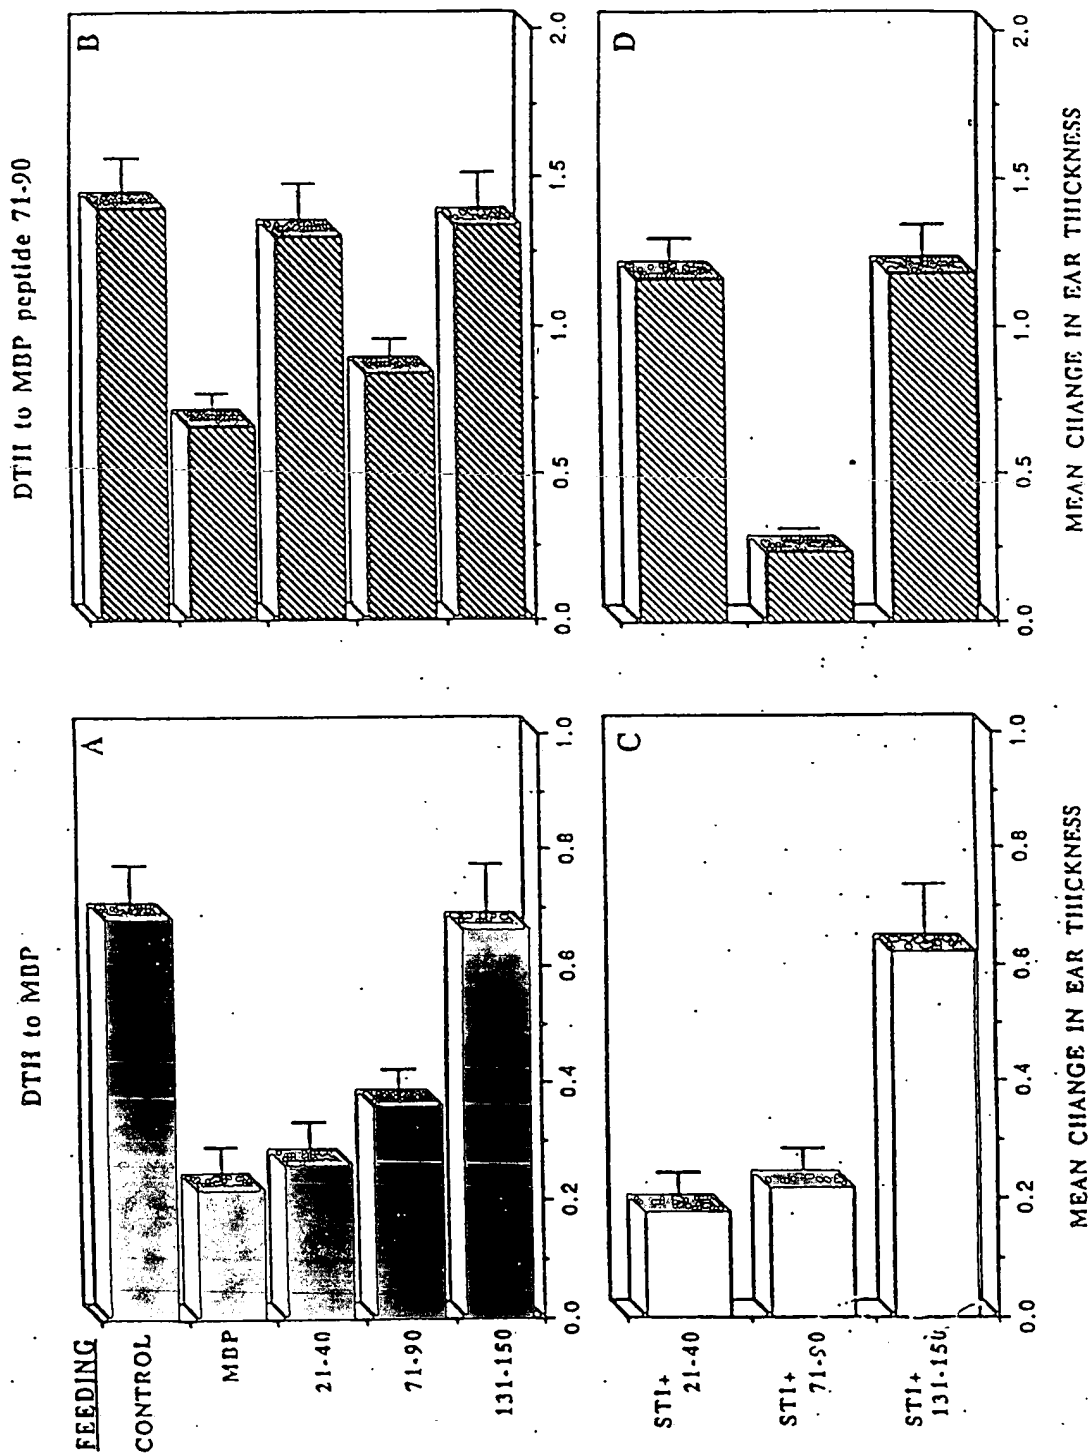 DTH to MBP
DTH to MBP peptide 71-90
FEEDING
CONTROL
MBP
21-40
71-90
131-150
A
0.0 0.2 0.4 0.6 0.8 1.0
B
0.0 0.5 1.0 1.5 2.0
STI+
21-40
STI+
71-90
STI+
131-150
C
0.0 0.2 0.4 0.6 0.8 1.0
MEAN CHANGE IN EAR THICKNESS
D
0.0 0.5 1.0 1.5 2.0
MEAN CHANGE IN EAR THICKNESS